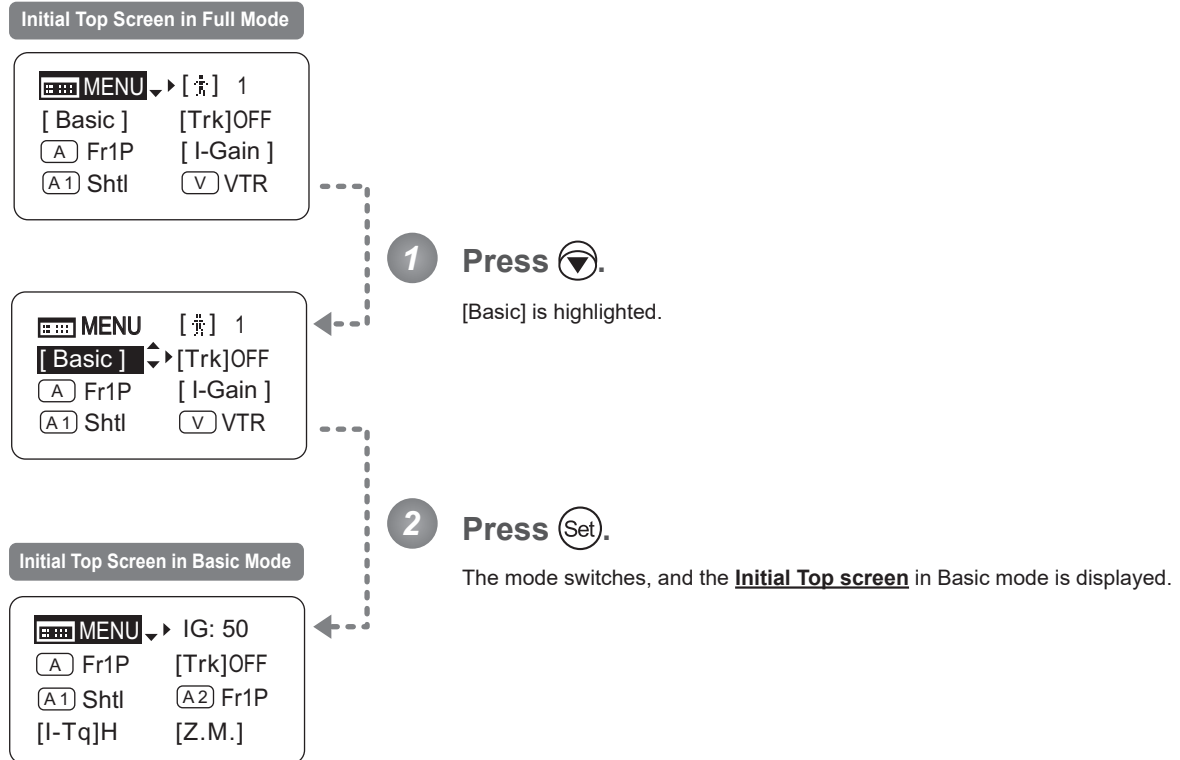 Initial Top Screen in Full Mode
MENU [ ] 1
[ Basic ] [Trk]OFF
A Fr1P [ I-Gain ]
A1 Shtl V VTR
1 Press .
[Basic] is highlighted.
MENU [ ] 1
[ Basic ] [Trk]OFF
A Fr1P [ I-Gain ]
A1 Shtl V VTR
2 Press Set.
The mode switches, and the Initial Top screen in Basic mode is displayed.
Initial Top Screen in Basic Mode
MENU IG: 50
A Fr1P [Trk]OFF
A1 Shtl A2 Fr1P
[I-Tq]H [Z.M.]